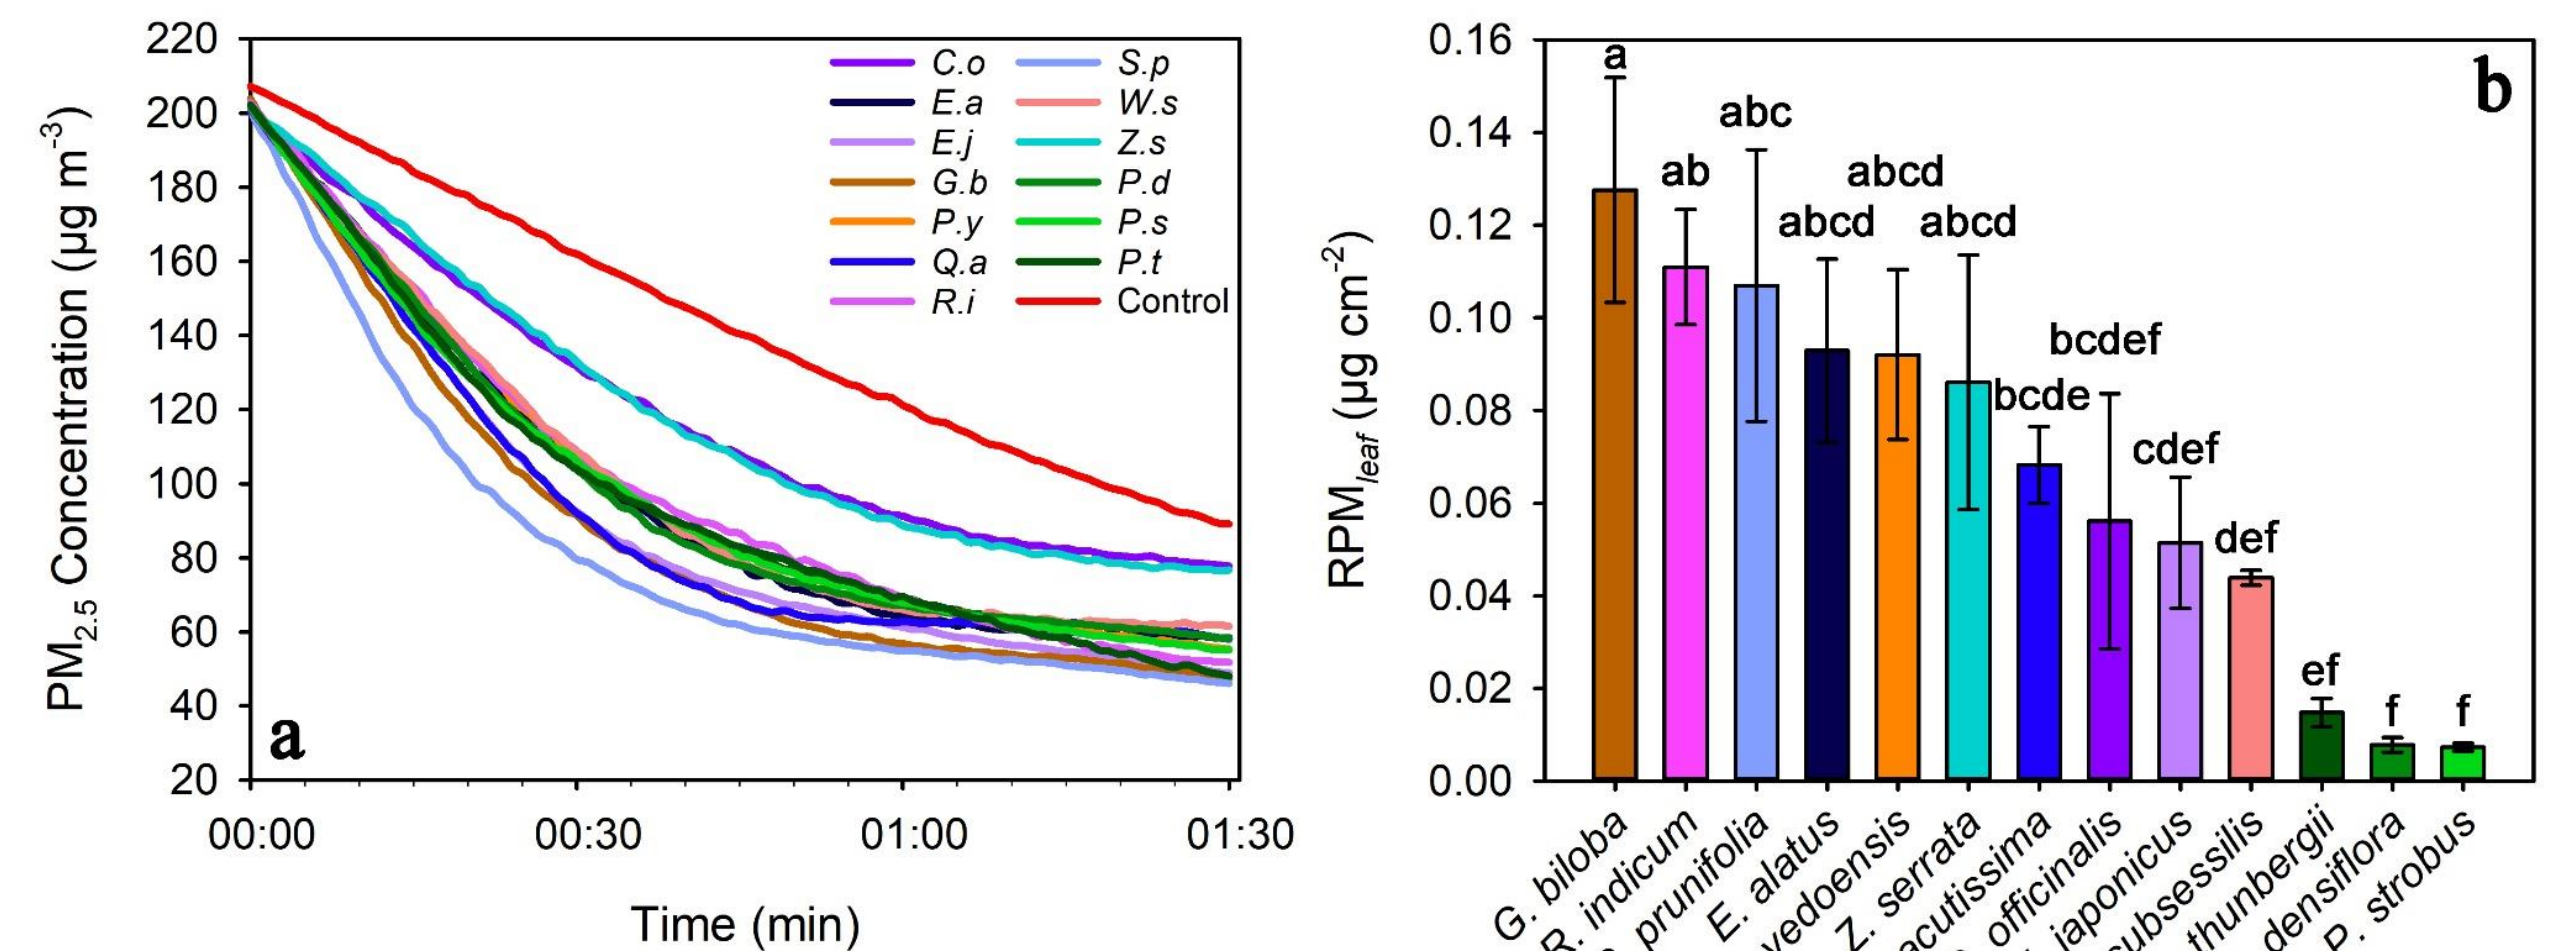 220
200
180
160
140
120
100
80
60
40
20
PM2.5 Concentration (µg m-3)
C.o
E.a
E.j
G.b
P.y
Q.a
R.i
S.p
W.s
Z.s
P.d
P.s
P.t
Control
a
00:00 00:30 01:00 01:30
Time (min)
0.16
0.14
0.12
0.10
0.08
0.06
0.04
0.02
0.00
RPMleaf (µg cm-2)
b
a
ab
abc
abcd
abcd
abcd
bcde
bcdef
cdef
def
ef
f
f
G. biloba
R. indicum
prunifolia
E. alatus
yedoensis
Z. serrata
acutissima
officinalis
japonicus
subsessilis
thunbergii
densiflora
P. strobus